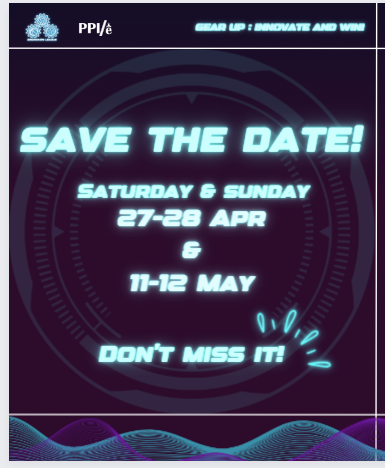 PPI/ê
GEAR UP : INNOVATE AND WIN!
SAVE THE DATE!
SATURDAY & SUNDAY
27-28 APR
&
11-12 MAY
DON'T MISS IT!